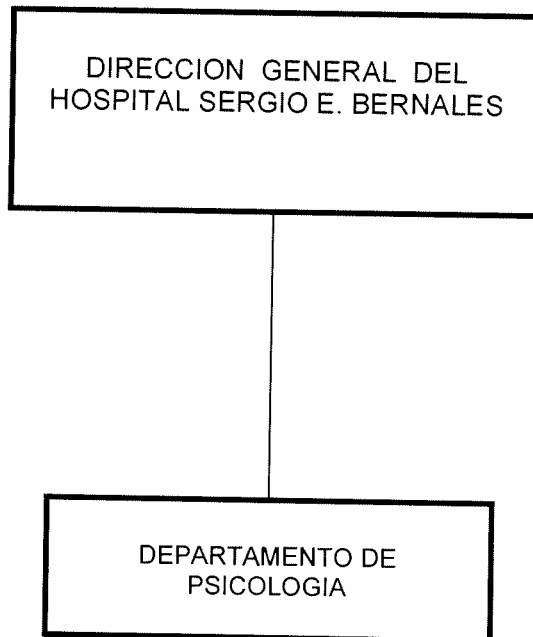 DIRECCION GENERAL DEL
HOSPITAL SERGIO E. BERNALES
DEPARTAMENTO DE
PSICOLOGIA